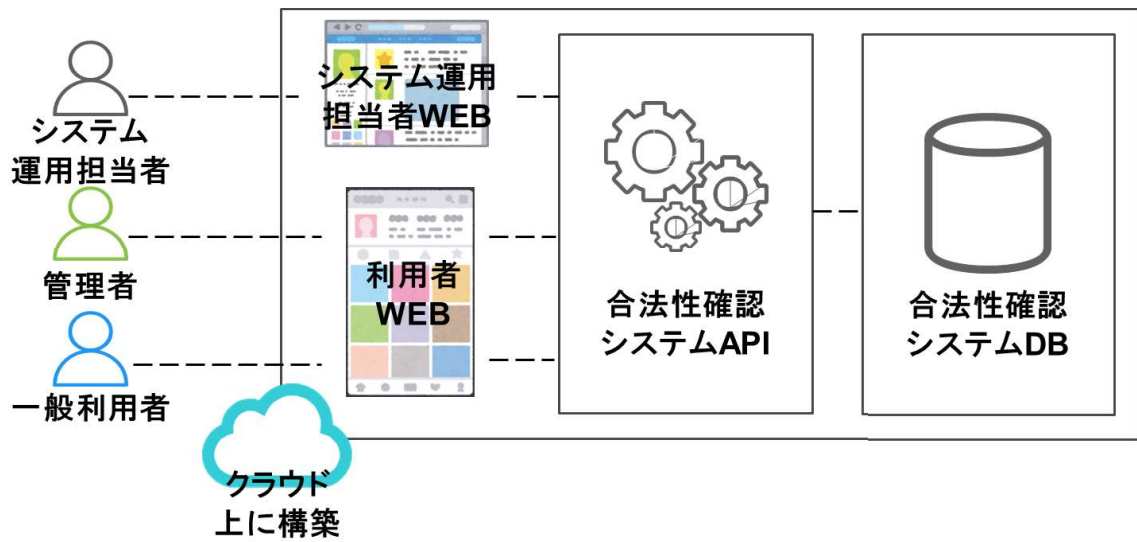 システム
運用担当者
管理者
一般利用者
システム運用
担当者WEB
利用者
WEB
合法性確認
システムAPI
合法性確認
システムDB
クラウド
上に構築